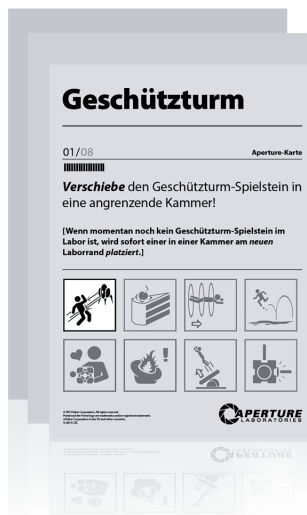 Geschützturm
01/08
Aperture-Karte
Verschiebe den Geschützturm-Spielstein in
eine angrenzende Kammer!
[Wenn momentan noch kein Geschützturm-Spielstein im
Labor ist, wird sofort einer in einer Kammer am neuen
Laborrand platziert.]
APERTURE
LABORATORIES